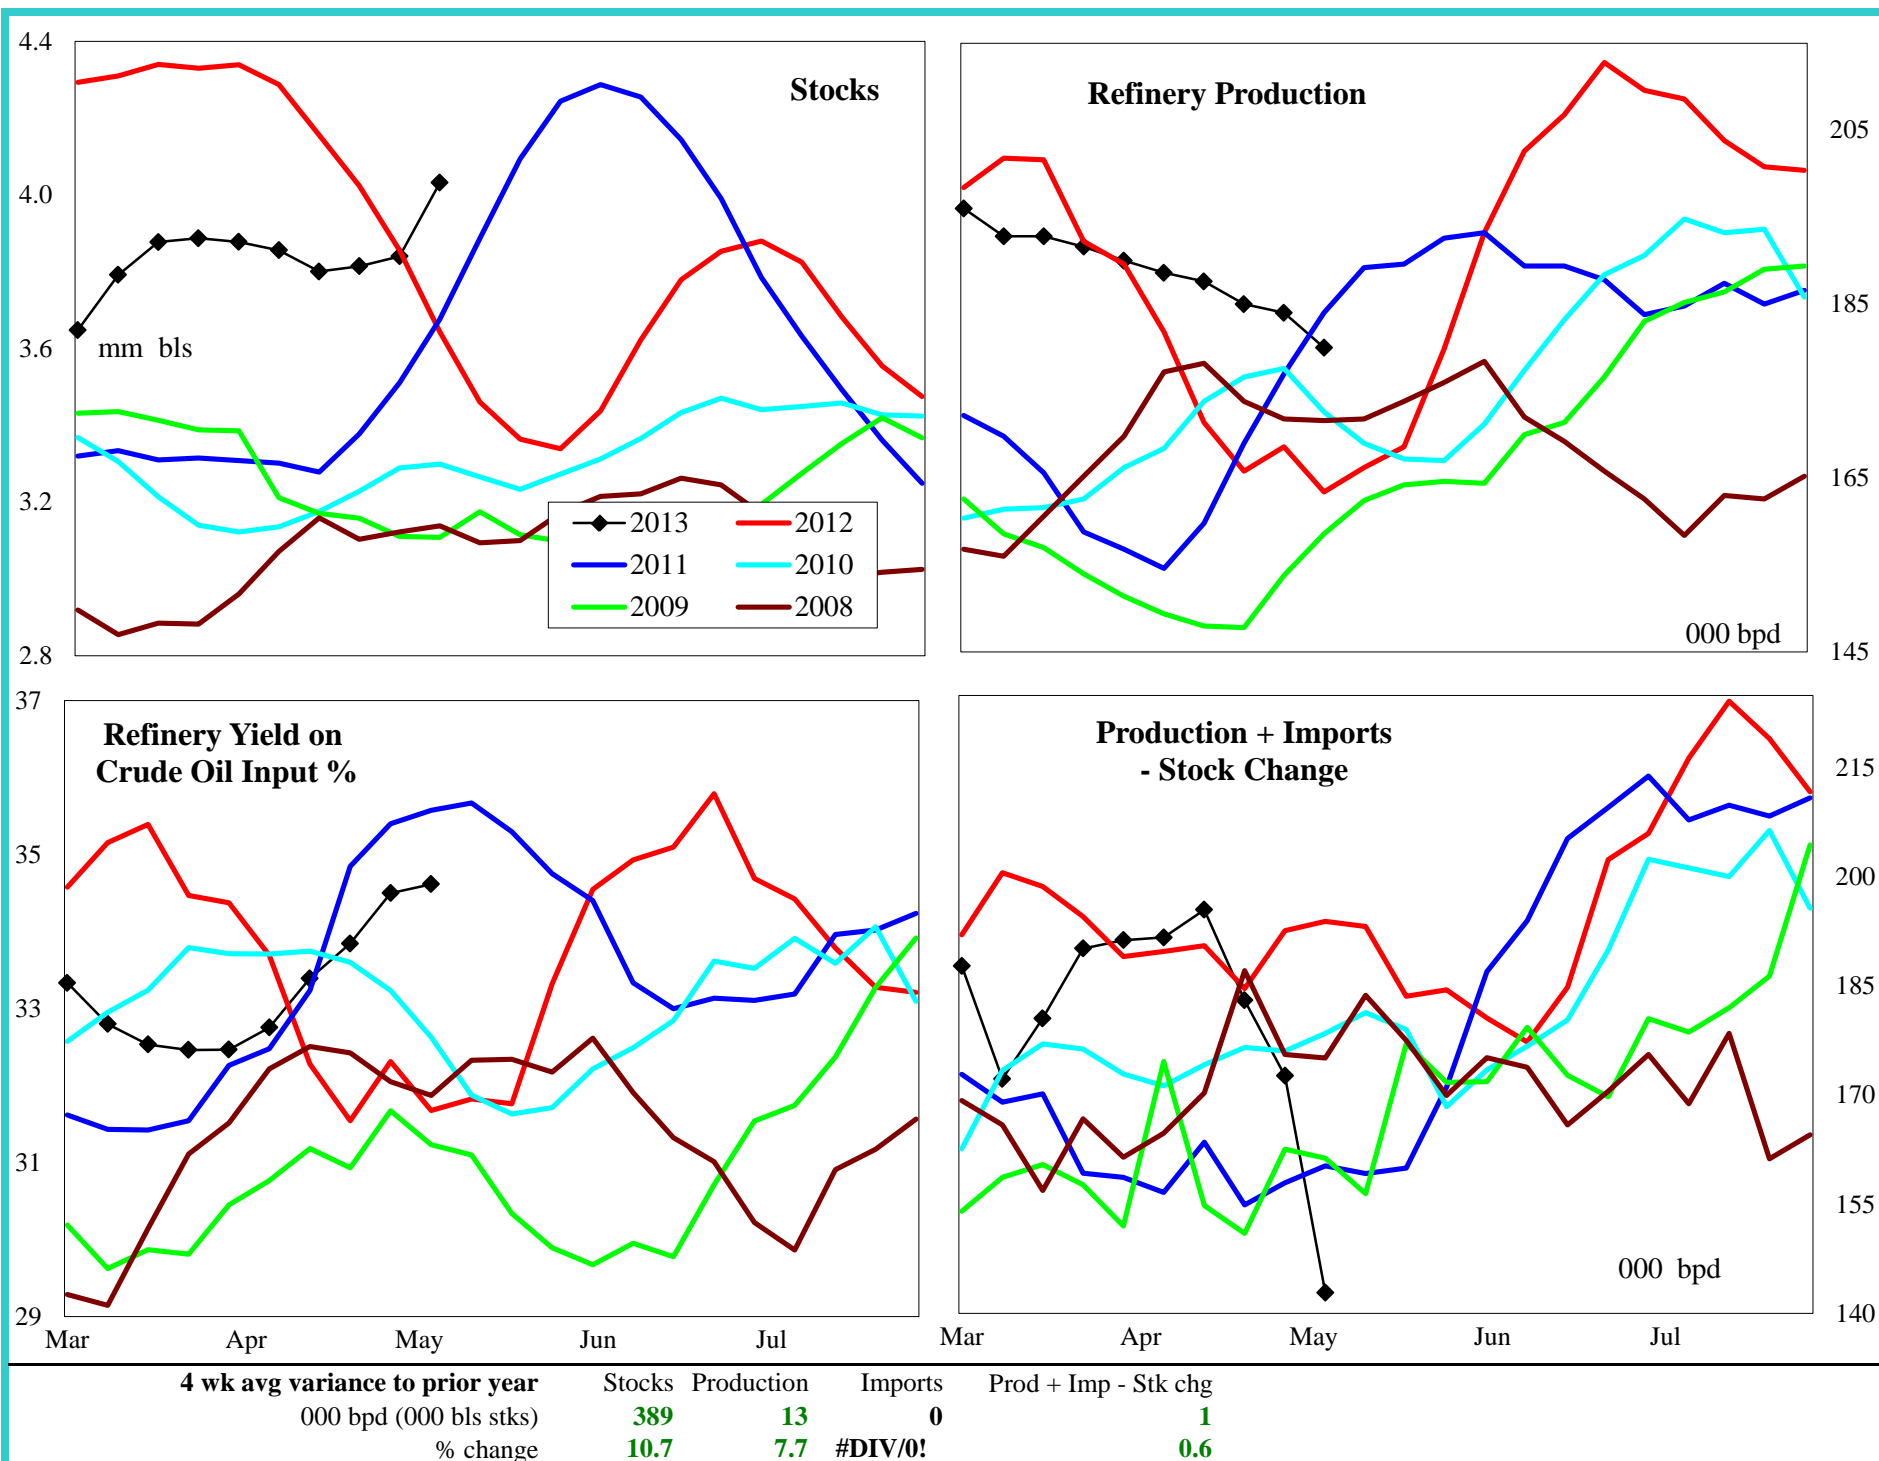 4.4
4.0
3.6
3.2
2.8
Stocks
mm bls
2013
2012
2011
2010
2009
2008
Refinery Production
000 bpd
205
185
165
145
37
35
33
31
29
Refinery Yield on
Crude Oil Input %
Mar Apr May Jun Jul
Production + Imports
- Stock Change
000 bpd
215
200
185
170
155
140
Mar Apr May Jun Jul
4 wk avg variance to prior year Stocks Production Imports Prod + Imp - Stk chg
000 bpd (000 bls stks) 389 13 0 1
% change 10.7 7.7 #DIV/0! 0.6